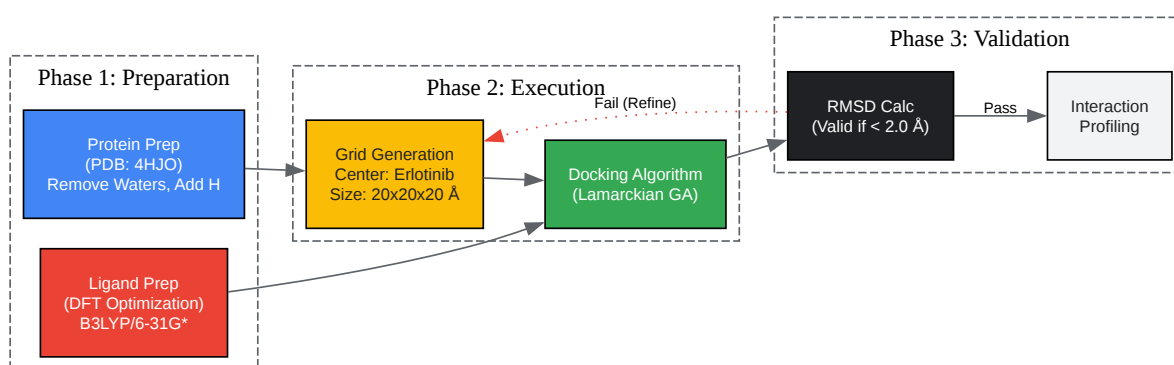 Phase 1: Preparation
Protein Prep
(PDB: 4HJO)
Remove Waters, Add H
Ligand Prep
(DFT Optimization)
B3LYP/6-31G*
Phase 2: Execution
Fail (Refine)
Grid Generation
Center: Erlotinib
Size: 20x20x20 Å
Docking Algorithm
(Lamarckian GA)
Phase 3: Validation
RMSD Calc
(Valid if < 2.0 Å)
Pass
Interaction
Profiling